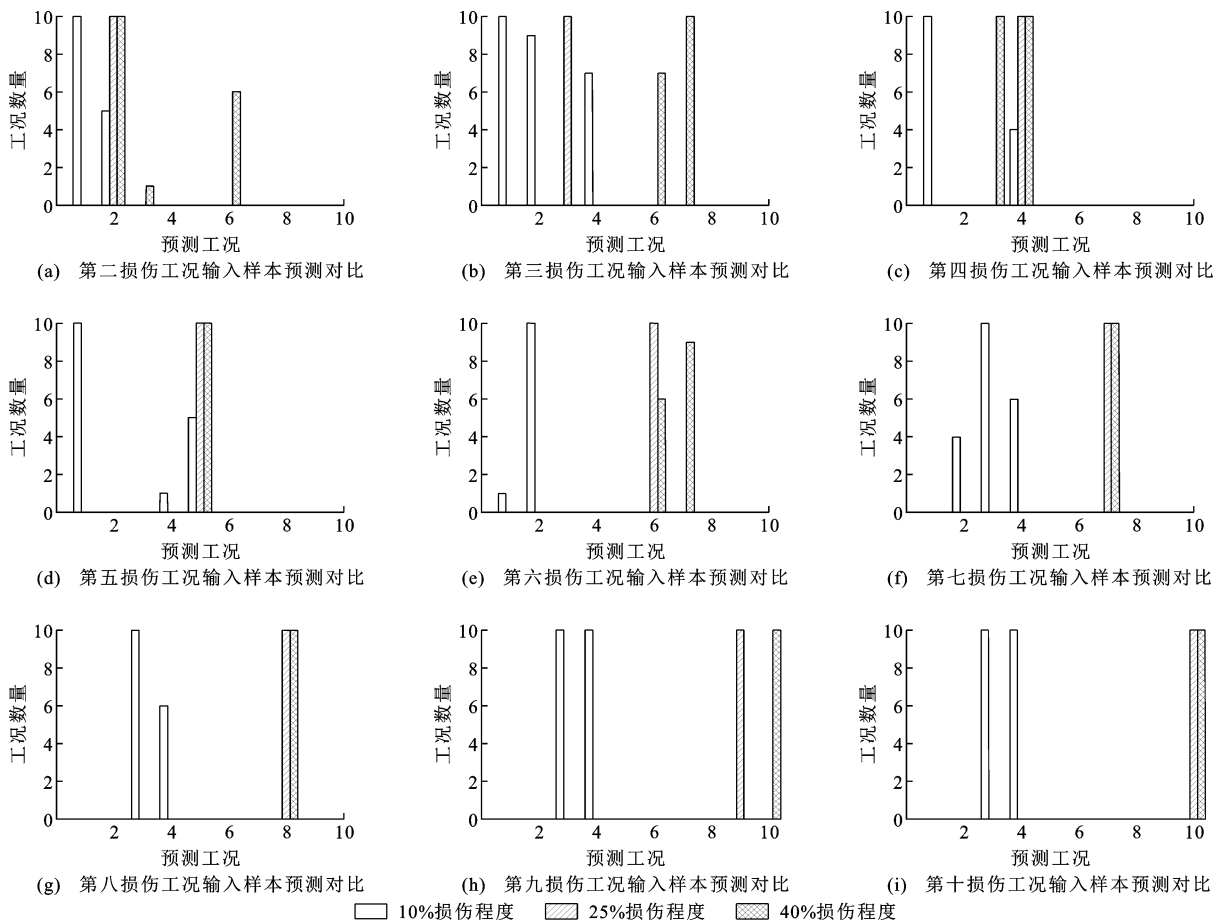 10
8
6
4
2
0
工况数量
2 4 6 8 10
预测工况
(a) 第二损伤工况输入样本预测对比
10
8
6
4
2
0
工况数量
2 4 6 8 10
预测工况
(b) 第三损伤工况输入样本预测对比
10
8
6
4
2
0
工况数量
2 4 6 8 10
预测工况
(c) 第四损伤工况输入样本预测对比
10
8
6
4
2
0
工况数量
2 4 6 8 10
预测工况
(d) 第五损伤工况输入样本预测对比
10
8
6
4
2
0
工况数量
2 4 6 8 10
预测工况
(e) 第六损伤工况输入样本预测对比
10
8
6
4
2
0
工况数量
2 4 6 8 10
预测工况
(f) 第七损伤工况输入样本预测对比
10
8
6
4
2
0
工况数量
2 4 6 8 10
预测工况
(g) 第八损伤工况输入样本预测对比
10
8
6
4
2
0
工况数量
2 4 6 8 10
预测工况
(h) 第九损伤工况输入样本预测对比
10
8
6
4
2
0
工况数量
2 4 6 8 10
预测工况
(i) 第十损伤工况输入样本预测对比
10%损伤程度 25%损伤程度 40%损伤程度